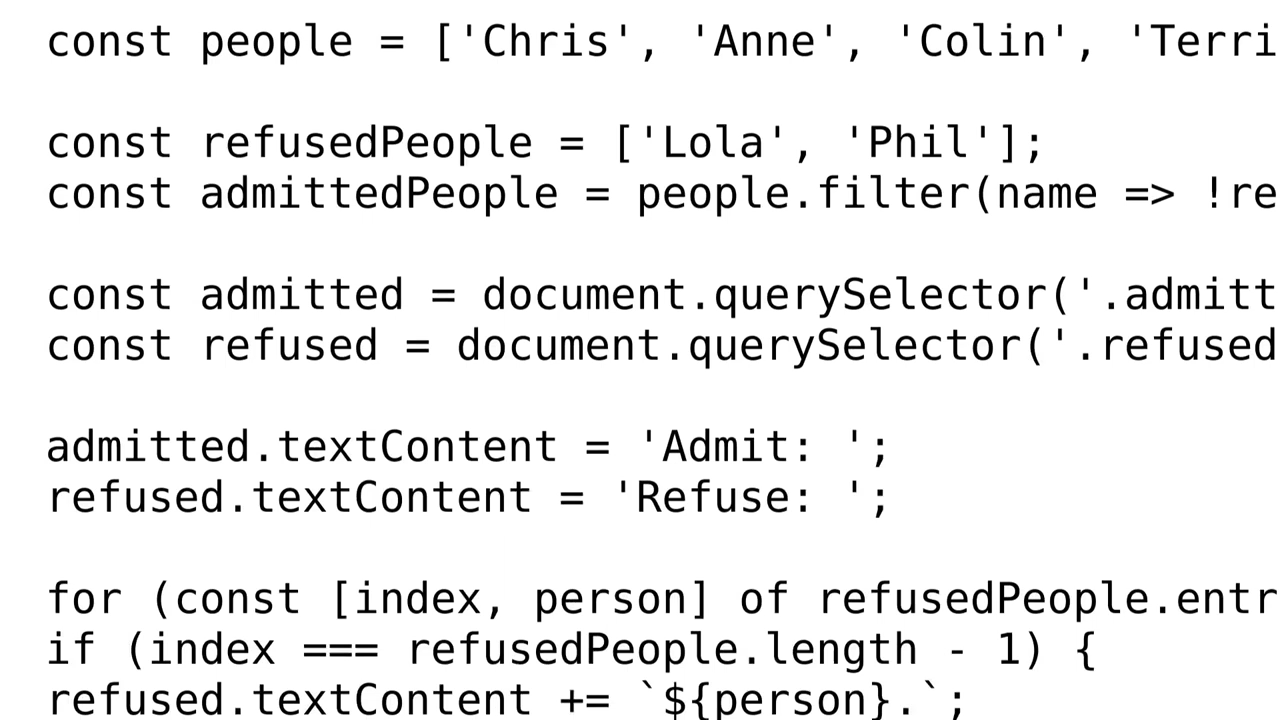 const people = ['Chris', 'Anne', 'Colin', 'Terri
const refusedPeople = ['Lola', 'Phil'];
const admittedPeople = people.filter(name => !re
const admitted = document.querySelector('.admitt
const refused = document.querySelector('.refused
admitted.textContent = 'Admit: ';
refused.textContent = 'Refuse: ';
for (const [index, person] of refusedPeople.entr
if (index === refusedPeople.length - 1) {
refused.textContent += `${person}.`;